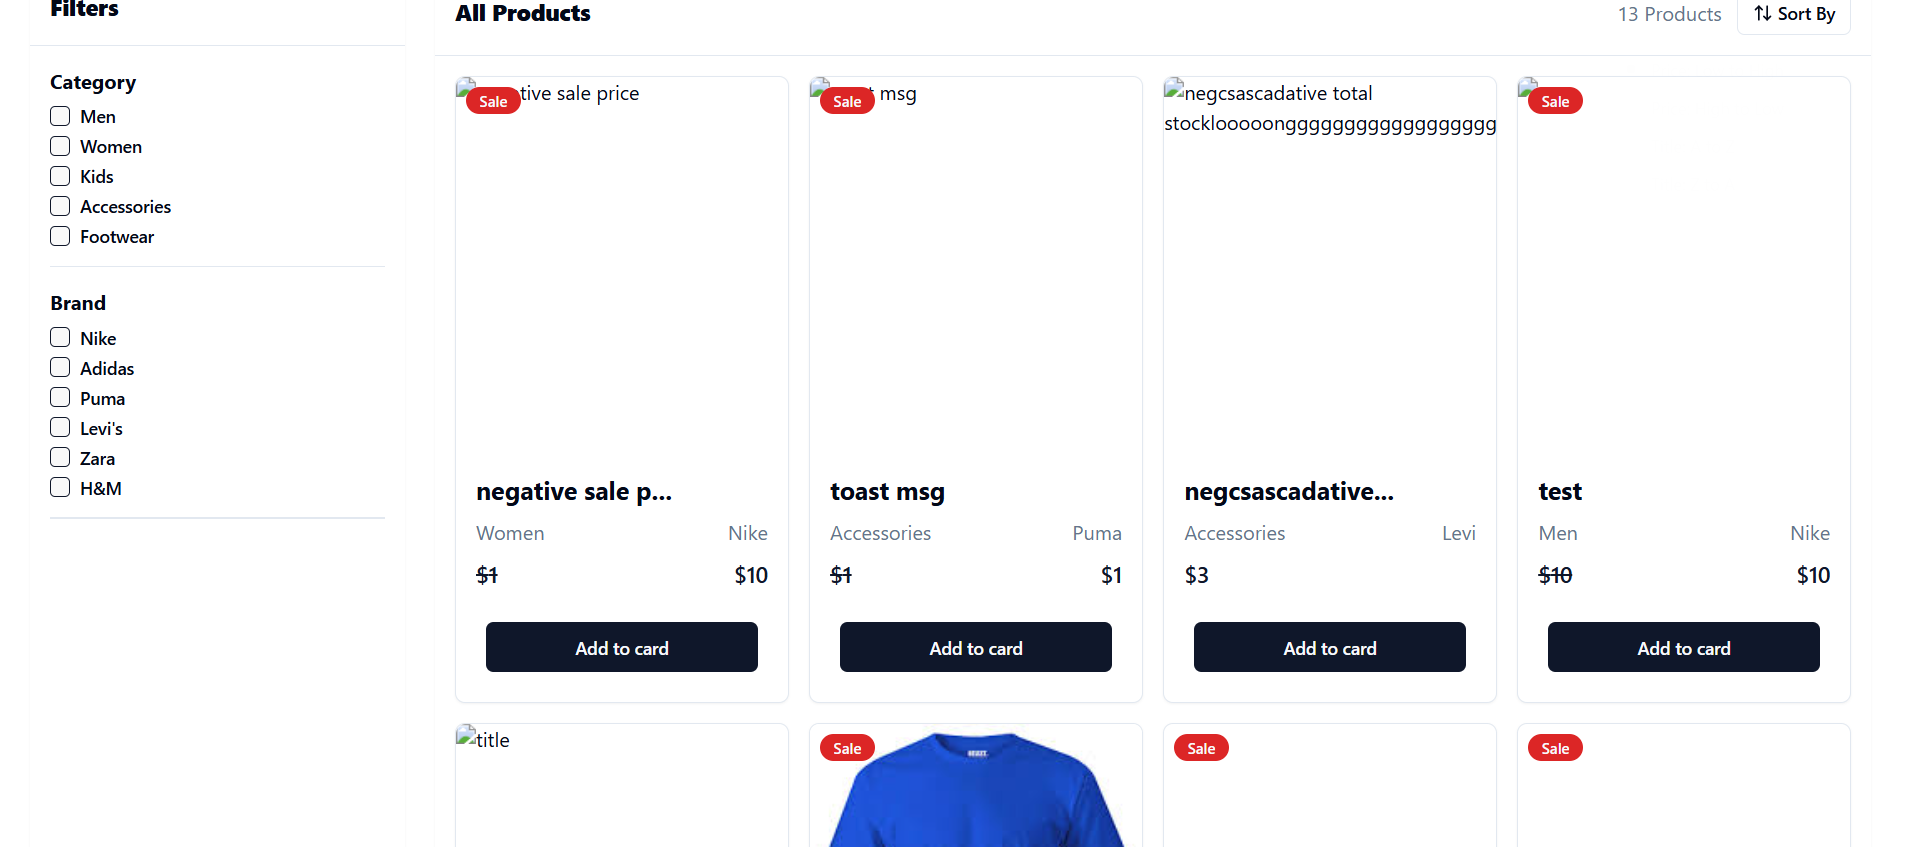 Filters
Category
Men
Women
Kids
Accessories
Footwear
Brand
Nike
Adidas
Puma
Levi's
Zara
H&M
All Products
13 Products
Sort By
Sale
tive sale price
negative sale p...
Women Nike
$1 $10
Add to card
Sale
msg
toast msg
Accessories Puma
$1 $1
Add to card
negcsascadative total
stocklooooongggggggggggggggggg
negcsascadative...
Accessories Levi
$3
Add to card
Sale
test
Men Nike
$10 $10
Add to card
title
Sale
Sale
Sale